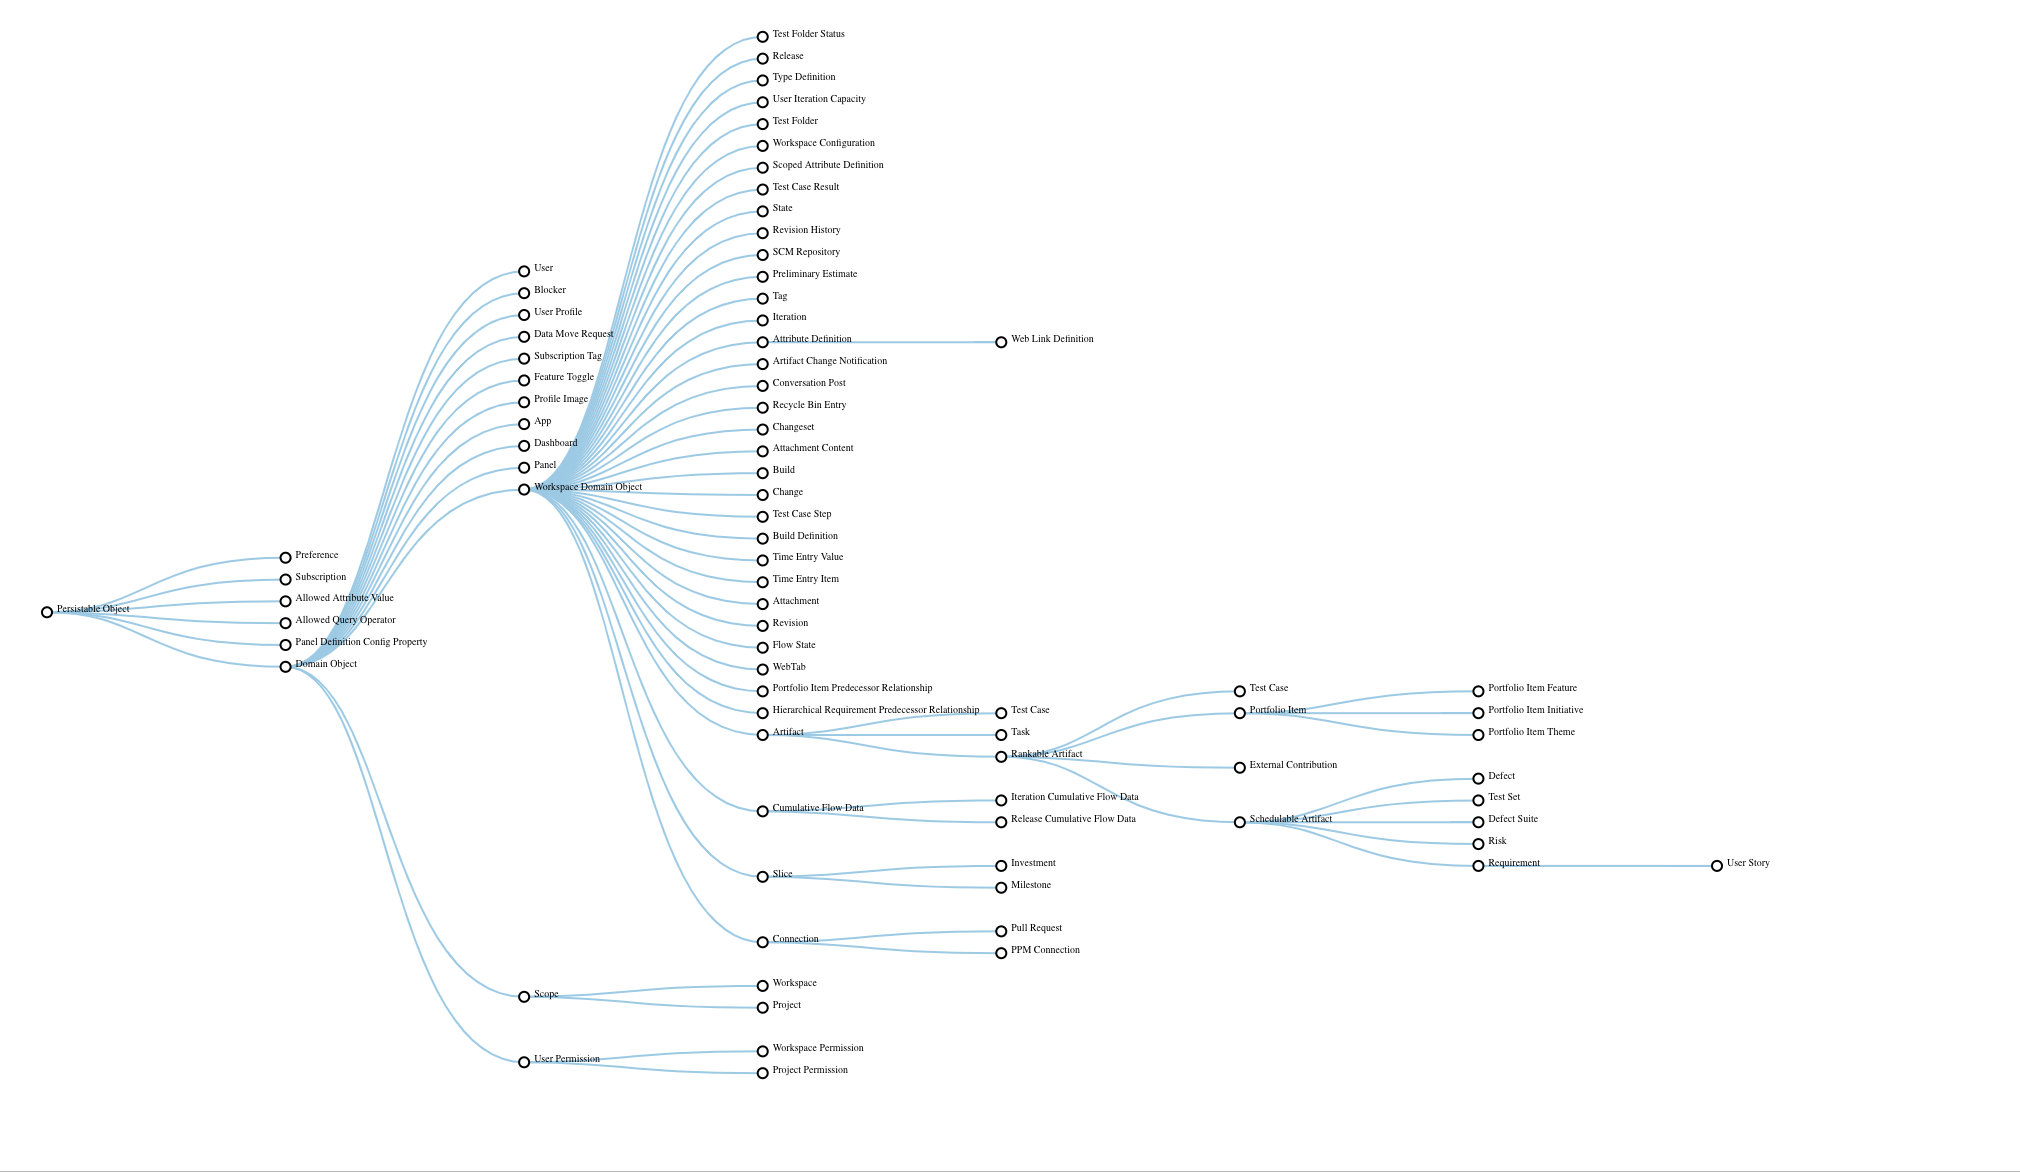 Persistable Object
Preference
Subscription
Allowed Attribute Value
Allowed Query Operator
Panel Definition Config Property
Domain Object
User
Blocker
User Profile
Data Move Request
Subscription Tag
Feature Toggle
Profile Image
App
Dashboard
Panel
Workspace Domain Object
Scope
User Permission
Test Folder Status
Release
Type Definition
User Iteration Capacity
Test Folder
Workspace Configuration
Scoped Attribute Definition
Test Case Result
State
Revision History
SCM Repository
Preliminary Estimate
Tag
Iteration
Attribute Definition
Artifact Change Notification
Conversation Post
Recycle Bin Entry
Changeset
Attachment Content
Build
Change
Test Case Step
Build Definition
Time Entry Value
Time Entry Item
Attachment
Revision
Flow State
WebTab
Portfolio Item Predecessor Relationship
Hierarchical Requirement Predecessor Relationship
Artifact
Cumulative Flow Data
Slice
Connection
Workspace
Project
Workspace Permission
Project Permission
Web Link Definition
Test Case
Task
Rankable Artifact
Iteration Cumulative Flow Data
Release Cumulative Flow Data
Investment
Milestone
Pull Request
PPM Connection
Test Case
Portfolio Item
External Contribution
Schedulable Artifact
Portfolio Item Feature
Portfolio Item Initiative
Portfolio Item Theme
Defect
Test Set
Defect Suite
Risk
Requirement
User Story